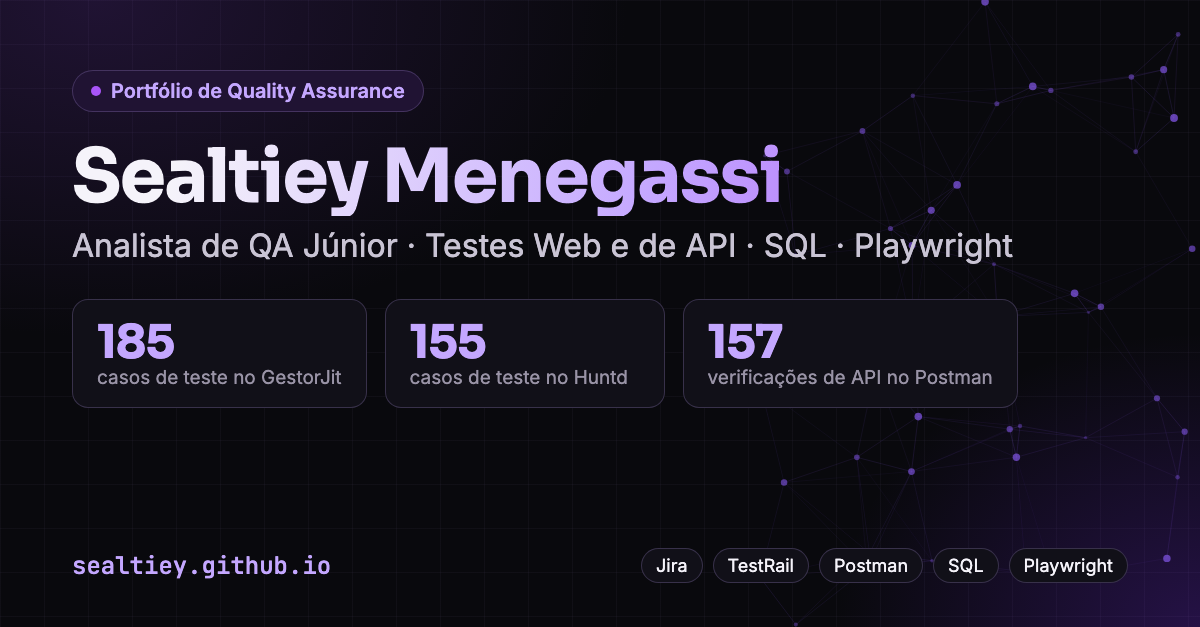 Portfólio de Quality Assurance
Sealtiey Menegassi
Analista de QA Júnior · Testes Web e de API · SQL · Playwright
185
casos de teste no GestorJit
155
casos de teste no Huntd
157
verificações de API no Postman
sealtiey.github.io
Jira
TestRail
Postman
SQL
Playwright